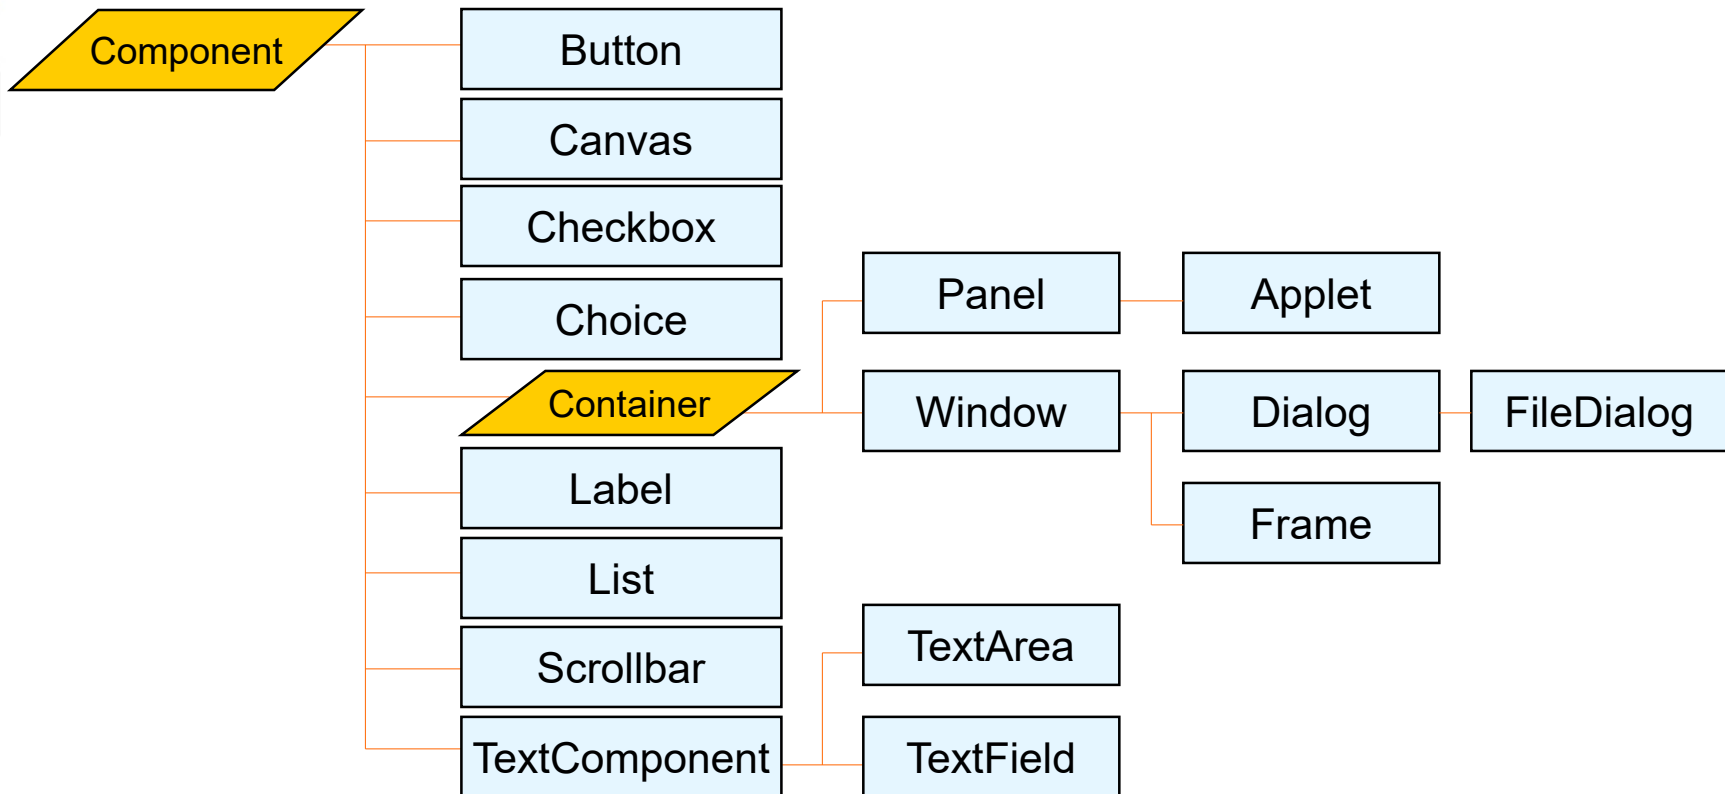 Component
Button
Canvas
Checkbox
Choice
Container
Panel
Applet
Window
Dialog
FileDialog
Frame
Label
List
Scrollbar
TextComponent
TextArea
TextField